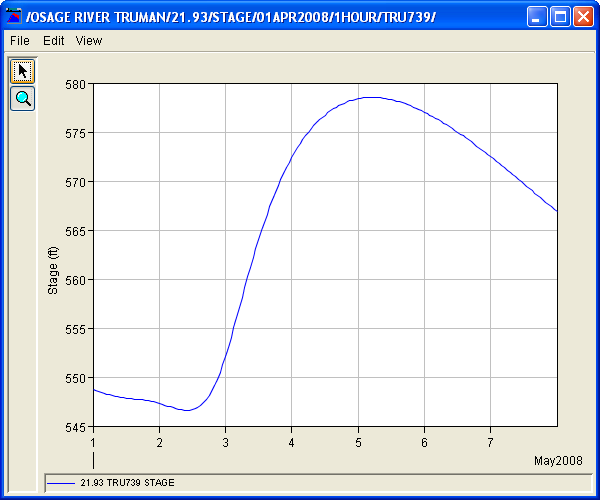 /OSAGE RIVER TRUMAN/21.93/STAGE/01APR2008/1HOUR/TRU739/
File Edit View
580
575
570
565
560
555
550
545
Stage (ft)
1 2 3 4 5 6 7
May2008
21.93 TRU739 STAGE